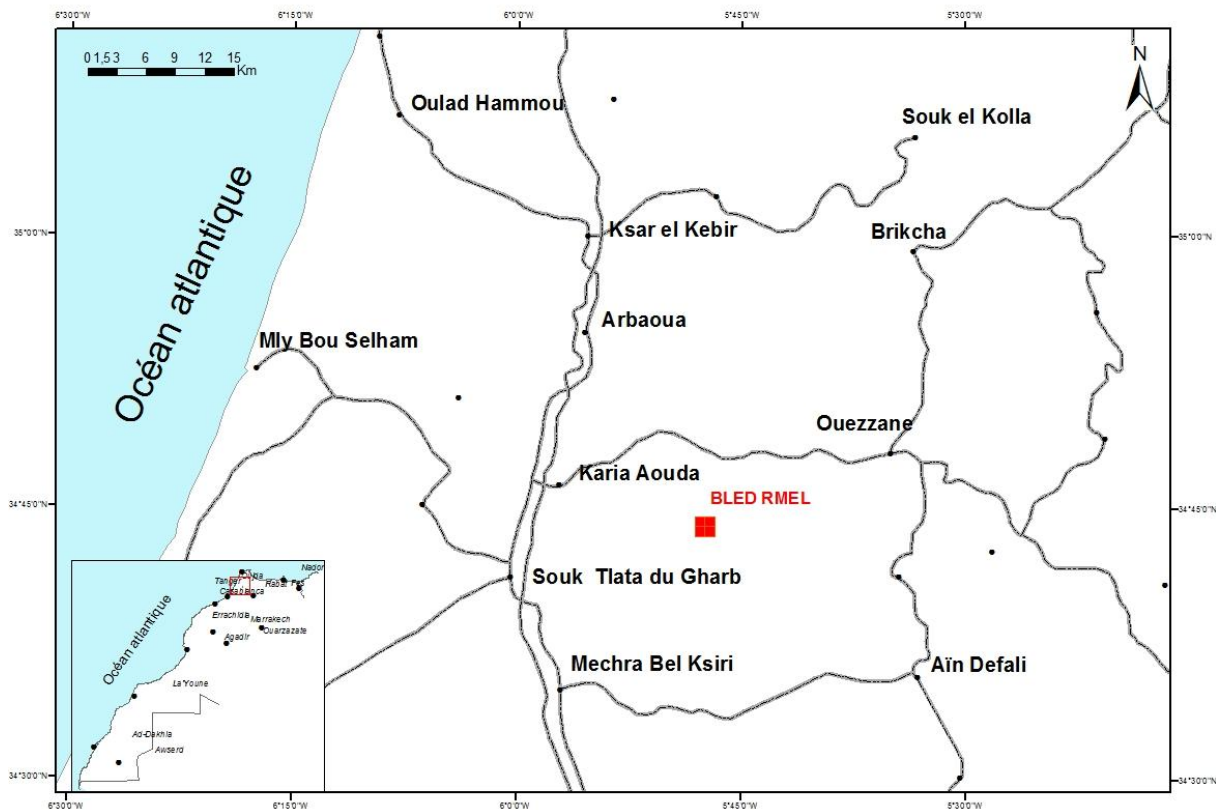 6°30'0"W
6°15'0"W
6°0'0"W
5°45'0"W
5°30'0"W
0 1,5 3 6 9 12 15
Km
N
Oulad Hammou
Souk el Kolla
Océan atlantique
35°0'0"N
Ksar el Kebir
Brikcha
35°0'0"N
Arbaoua
Mly Bou Selham
Ouezzane
Karia Aouda
BLED RMEL
34°45'0"N
34°45'0"N
Souk Tlata du Gharb
Mechra Bel Ksiri
Aïn Defali
Nador
Tanger
Rabat Fes
Casablanca
Errachidia
Marrakech
Ouarzazate
Agadir
Océan atlantique
La'Youne
Ad-Dakhla
Awserd
34°30'0"N
34°30'0"N
6°30'0"W
6°15'0"W
6°0'0"W
5°45'0"W
5°30'0"W